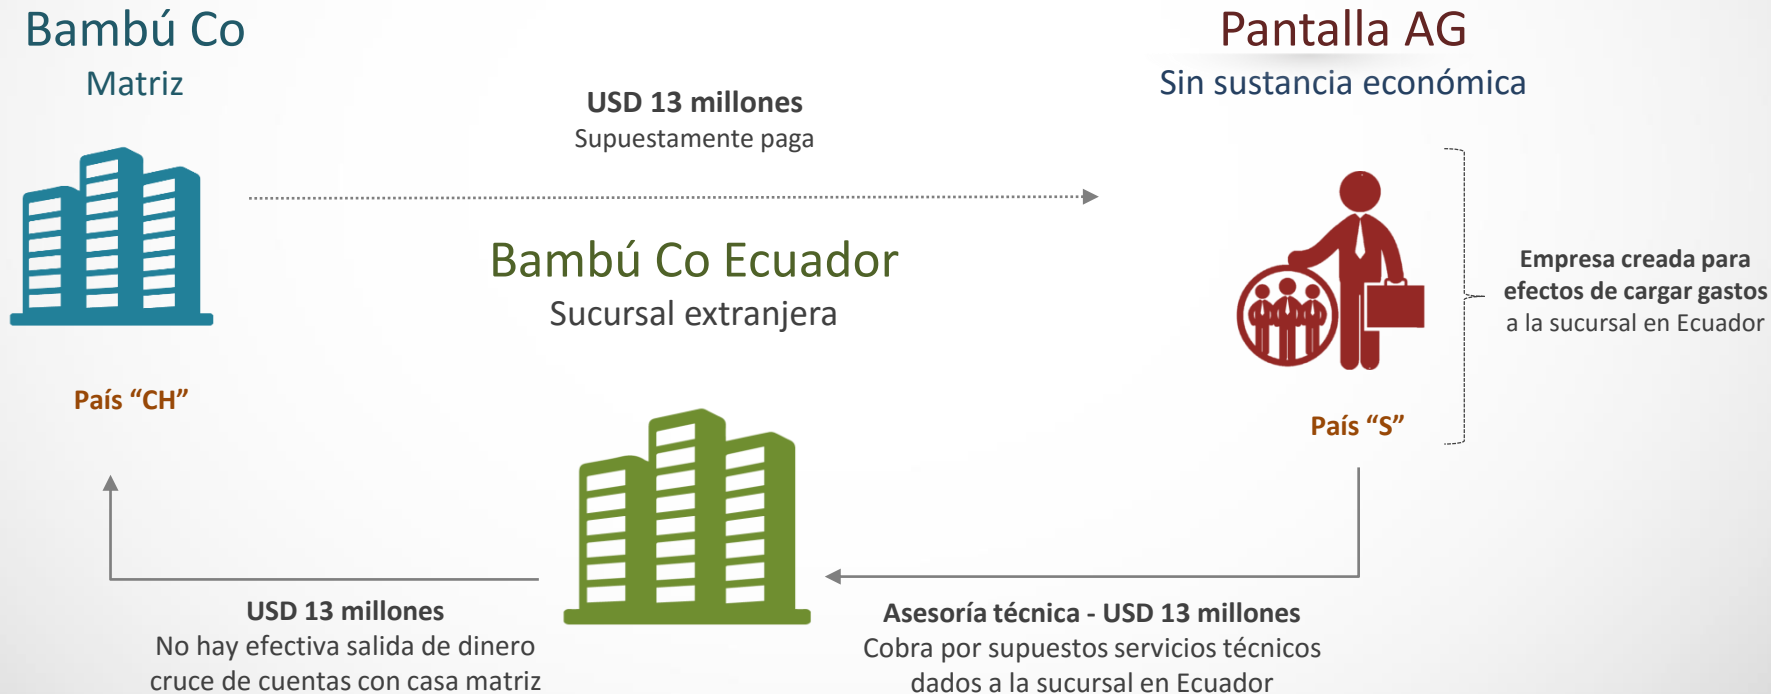 Bambú Co
Matriz
País “CH”
USD 13 millones
Supuestamente paga
Pantalla AG
Sin sustancia económica
País “S”
Empresa creada para
efectos de cargar gastos
a la sucursal en Ecuador
Bambú Co Ecuador
Sucursal extranjera
USD 13 millones
No hay efectiva salida de dinero
cruce de cuentas con casa matriz
Asesoría técnica - USD 13 millones
Cobra por supuestos servicios técnicos
dados a la sucursal en Ecuador